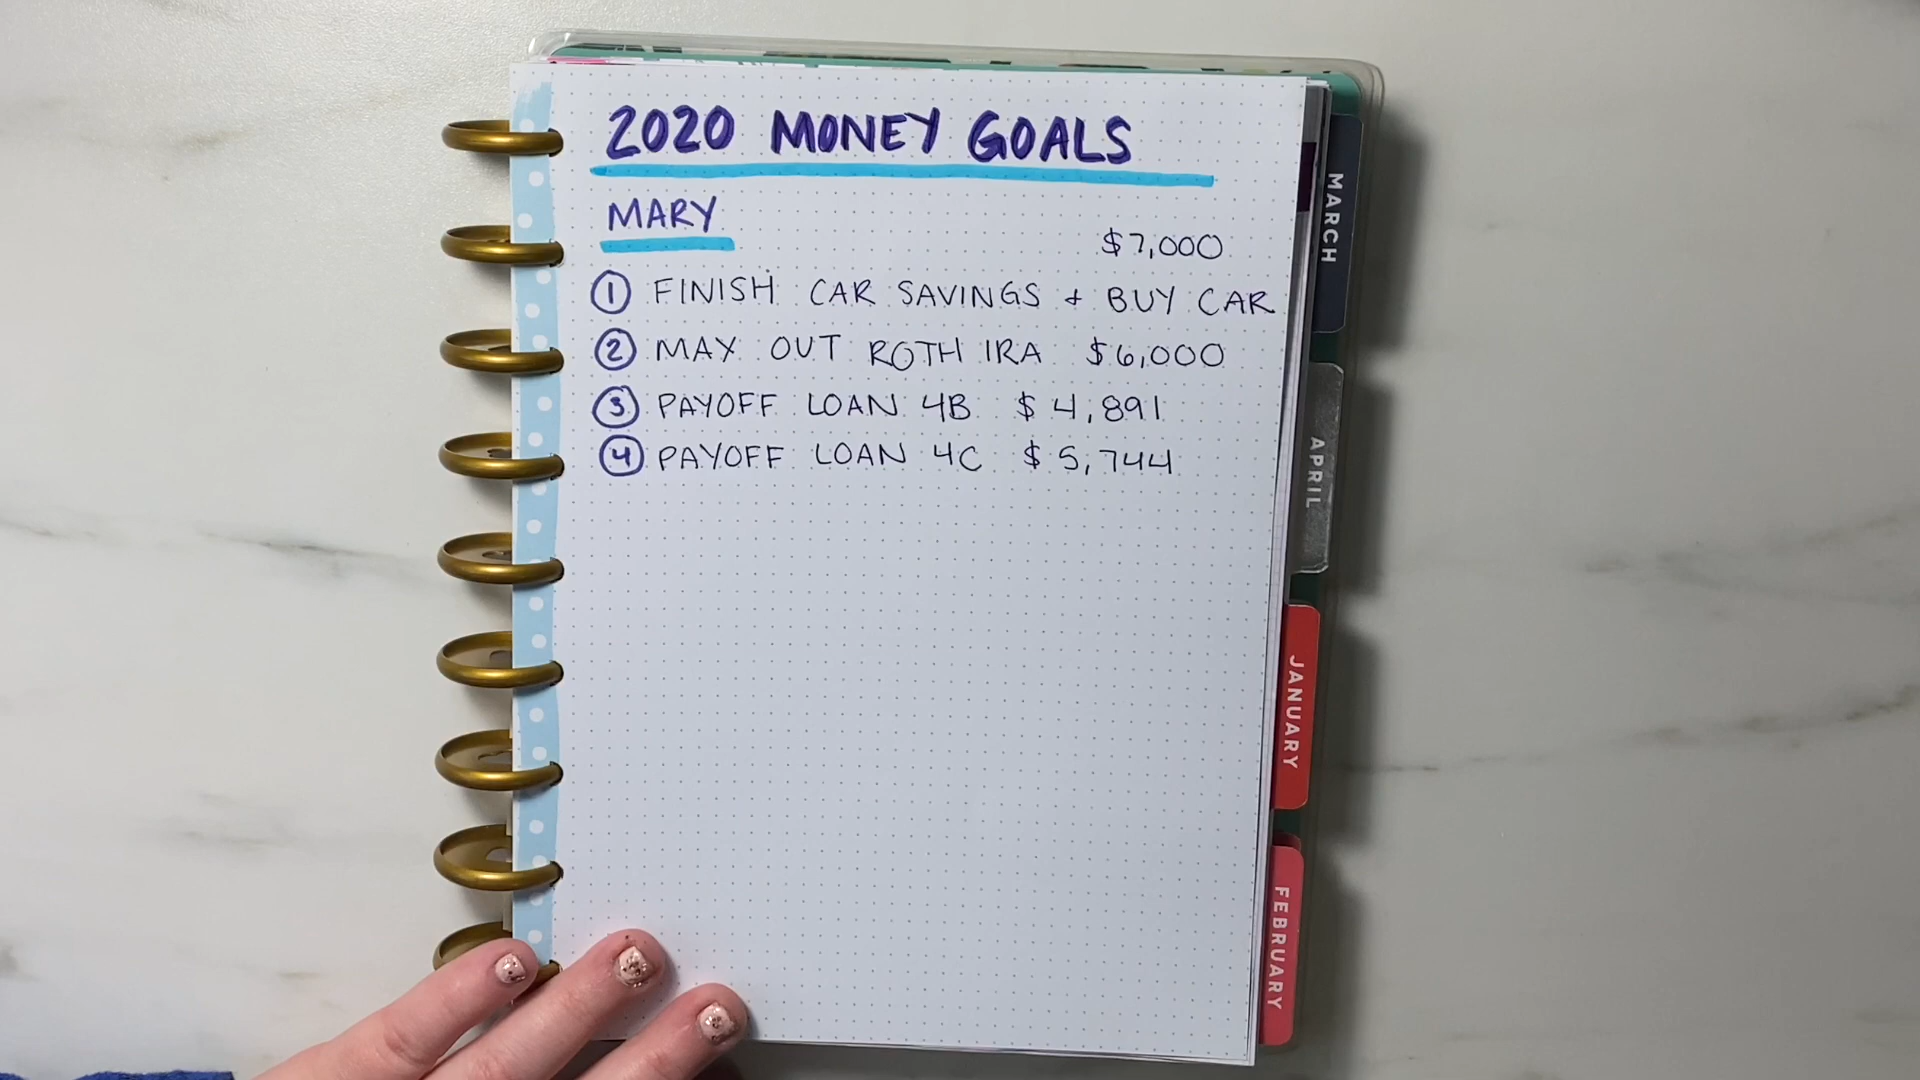 2020 MONEY GOALS
MARY
$7,000
1 FINISH CAR SAVINGS + BUY CAR
2 MAX OUT ROTH IRA $6,000
3 PAYOFF LOAN 4B $4,891
4 PAYOFF LOAN 4C $5,744
MARCH
APRIL
JANUARY
FEBRUARY